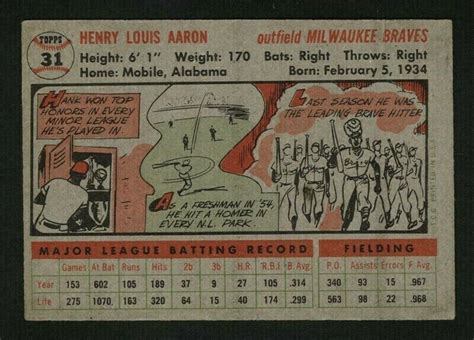 TOPPS
31
HENRY LOUIS AARON
outfield MILWAUKEE BRAVES
Height: 6' 1" Weight: 170 Bats: Right Throws: Right
Home: Mobile, Alabama Born: February 5, 1934
HANK WON TOP
HONORS IN EVERY
MINOR LEAGUE
HE'S PLAYED IN
AS A FRESHMAN IN '54,
HE HIT A HOMER IN
EVERY N.L. PARK
LAST SEASON HE WAS
THE LEADING BRAVE HITTER
MAJOR LEAGUE BATTING RECORD
FIELDING
Games At Bat Runs Hits 2b 3b H.R. R.B.I B. Avg. P.O. Assists Errors F. Avg.
Year 153 602 105 189 37 9 27 106 .314 340 93 15 .967
Life 275 1070 163 320 64 15 40 175 .299 563 98 22 .968